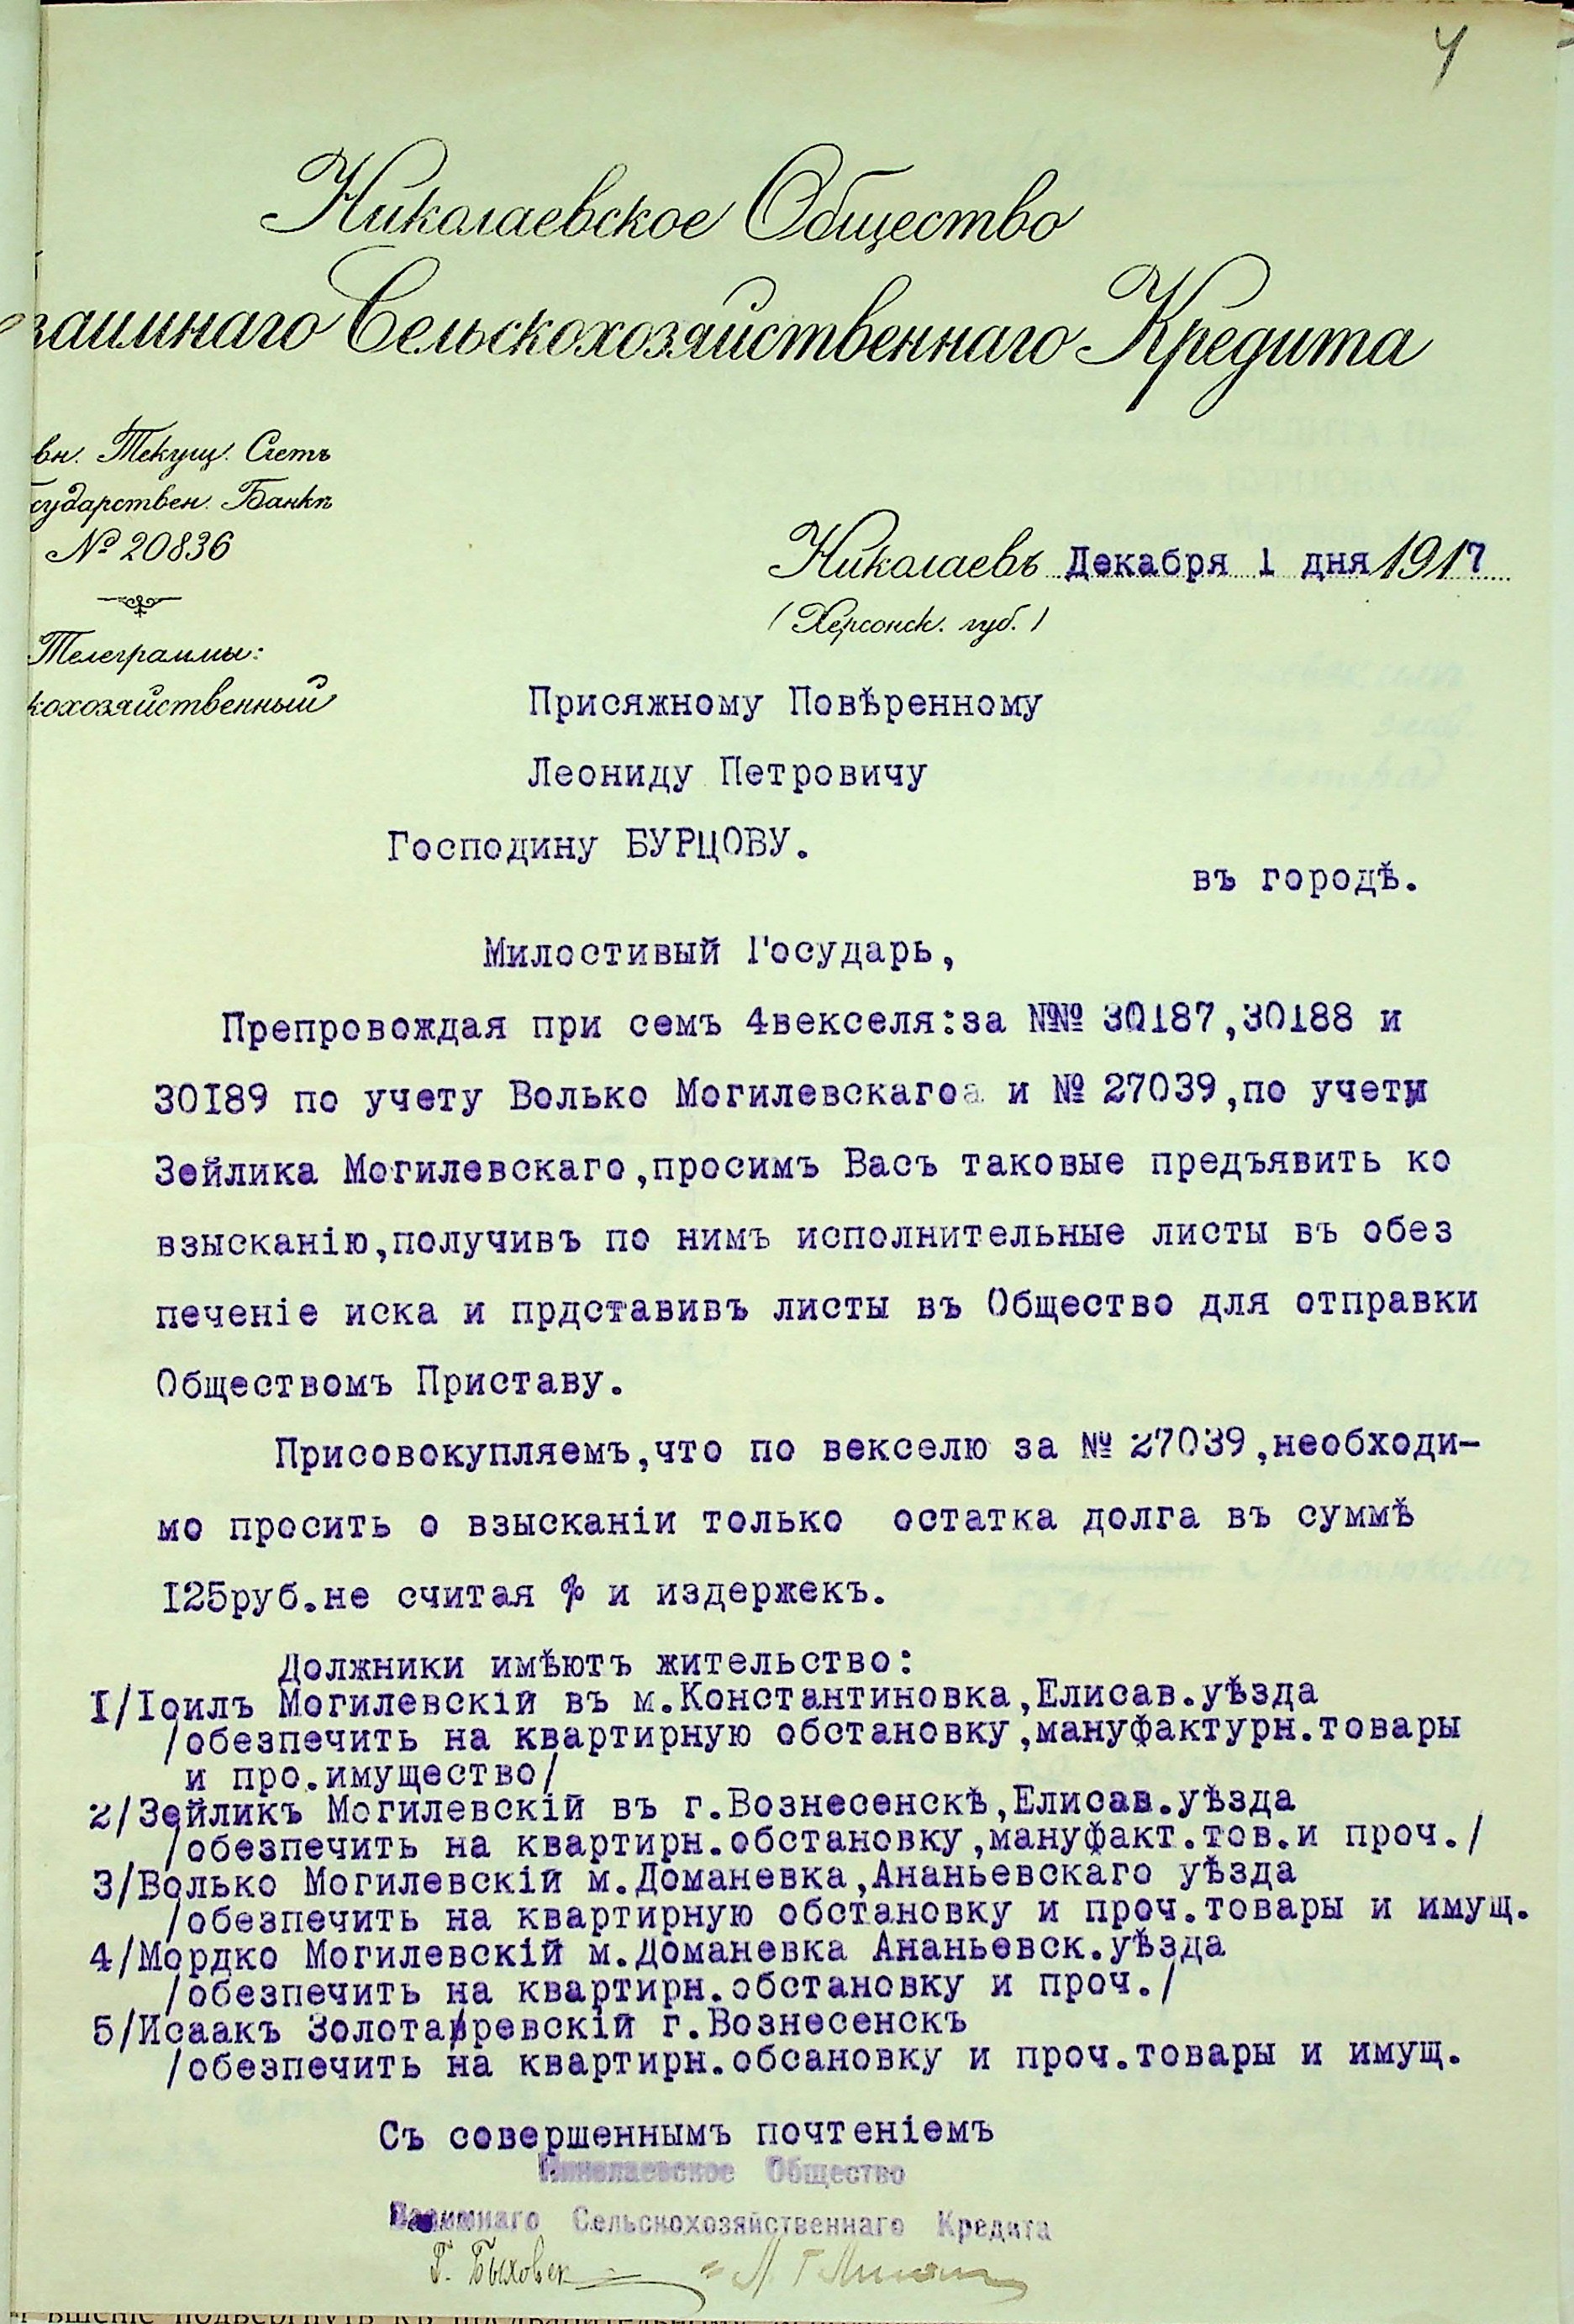 4
Николаевское Общество
заимнаго Сельскохозяйственнаго Кредита
вн. Текущ. Счетъ
сударствен. Банкѣ
№ 20836
Телеграммы:
кохозяйственный
Николаевъ Декабря 1 дня 1917
(Херсонск. губ.)
Присяжному Повѣренному
Леониду Петровичу
Господину БУРЦОВУ.
въ городѣ.
Милостивый Государь,
Препровождая при семъ 4векселя:за №№ 30187,30188 и
30I89 по учету Волько Могилевскагоа и № 27039,по учету
Зейлика Могилевскаго,просимъ Васъ таковые предъявить ко
взысканію,получивъ по нимъ исполнительные листы въ обез
печеніе иска и прдставивъ листы въ Общество для отправки
Обществомъ Приставу.
Присовокупляемъ,что по векселю за № 27039,необходи-
мо просить о взысканіи только остатка долга въ суммѣ
I25руб.не считая % и издержекъ.
Должники имѣютъ жительство:
I/Іоилъ Могилевскій въ м.Константиновка,Елисав.уѣзда
/обезпечить на квартирную обстановку,мануфактурн.товары
и про.имущество/
2/Зейликъ Могилевскій въ г.Вознесенскѣ,Елисав.уѣзда
/обезпечить на квартирн.обстановку,мануфакт.тов.и проч./
3/Волько Могилевскій м.Доманевка,Ананьевскаго уѣзда
/обезпечить на квартирную обстановку и проч.товары и имущ.
4/Мордко Могилевскій м.Доманевка Ананьевск.уѣзда
/обезпечить на квартирн.обстановку и проч./
5/Исаакъ Золотаревскій г.Вознесенскъ
/обезпечить на квартирн.обсановку и проч.товары и имущ.
Съ совершеннымъ почтеніемъ
Николаевское Общество
Взаимнаго Сельскохозяйственнаго Кредита
Г. Быховск